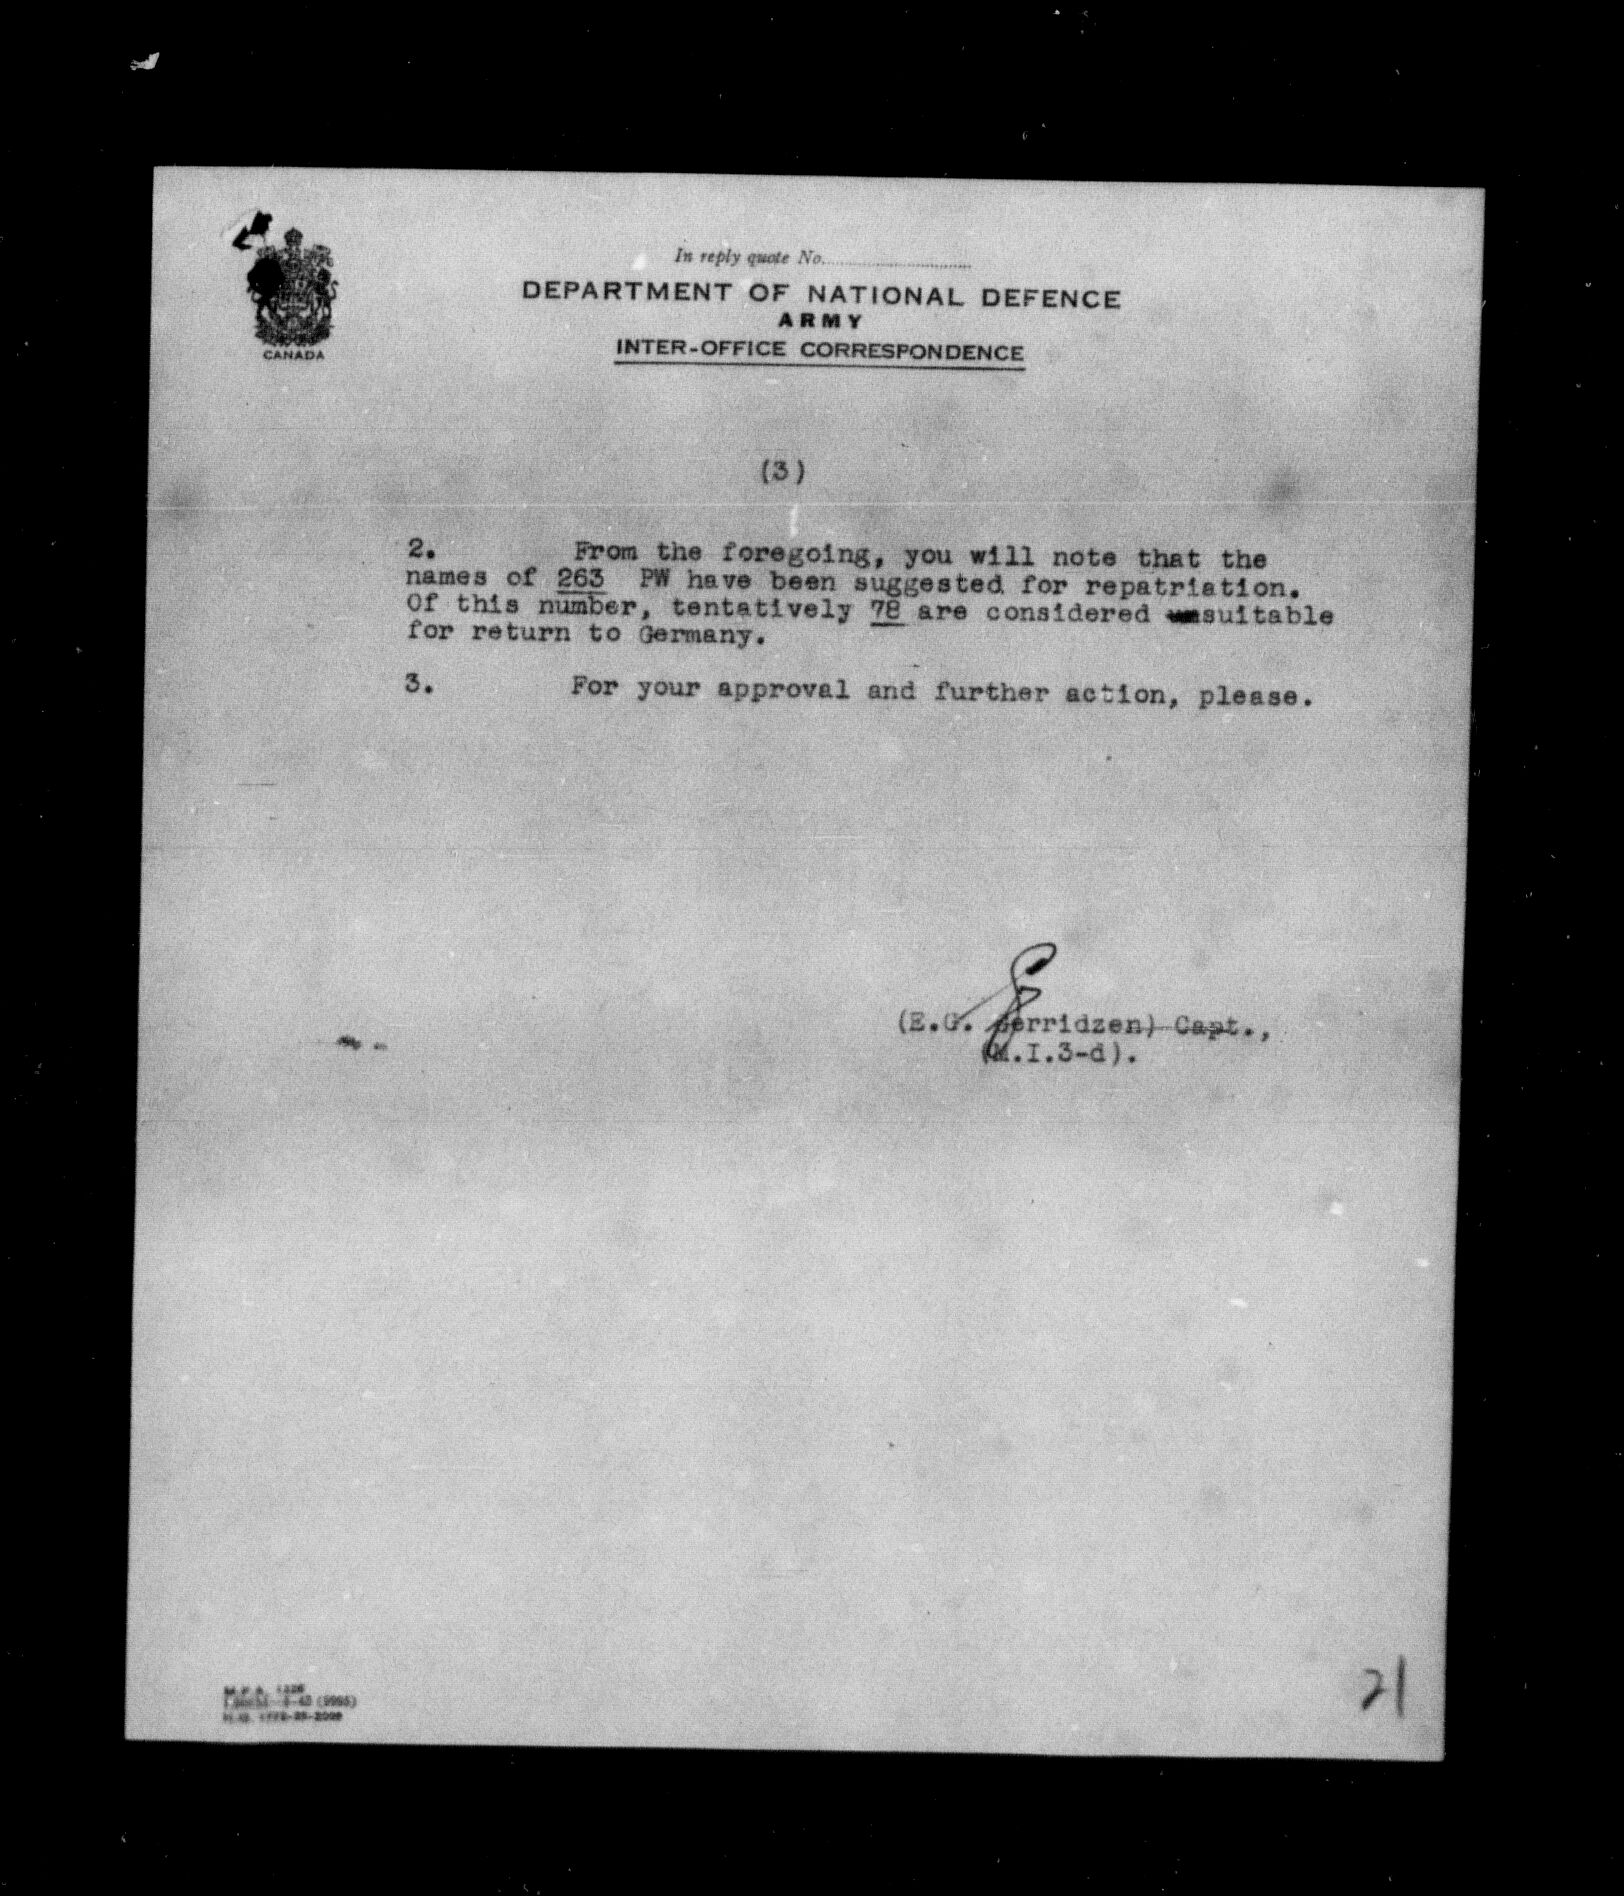 In reply quote No.
DEPARTMENT OF NATIONAL DEFENCE
ARMY
INTER-OFFICE CORRESPONDENCE
CANADA
(3)
2. From the foregoing, you will note that the
names of 263 PW have been suggested for repatriation.
Of this number, tentatively 78 are considered unsuitable
for return to Germany.
3. For your approval and further action, please.
(E.G. Berridzen) Capt.,
(M.I.3-d).
21